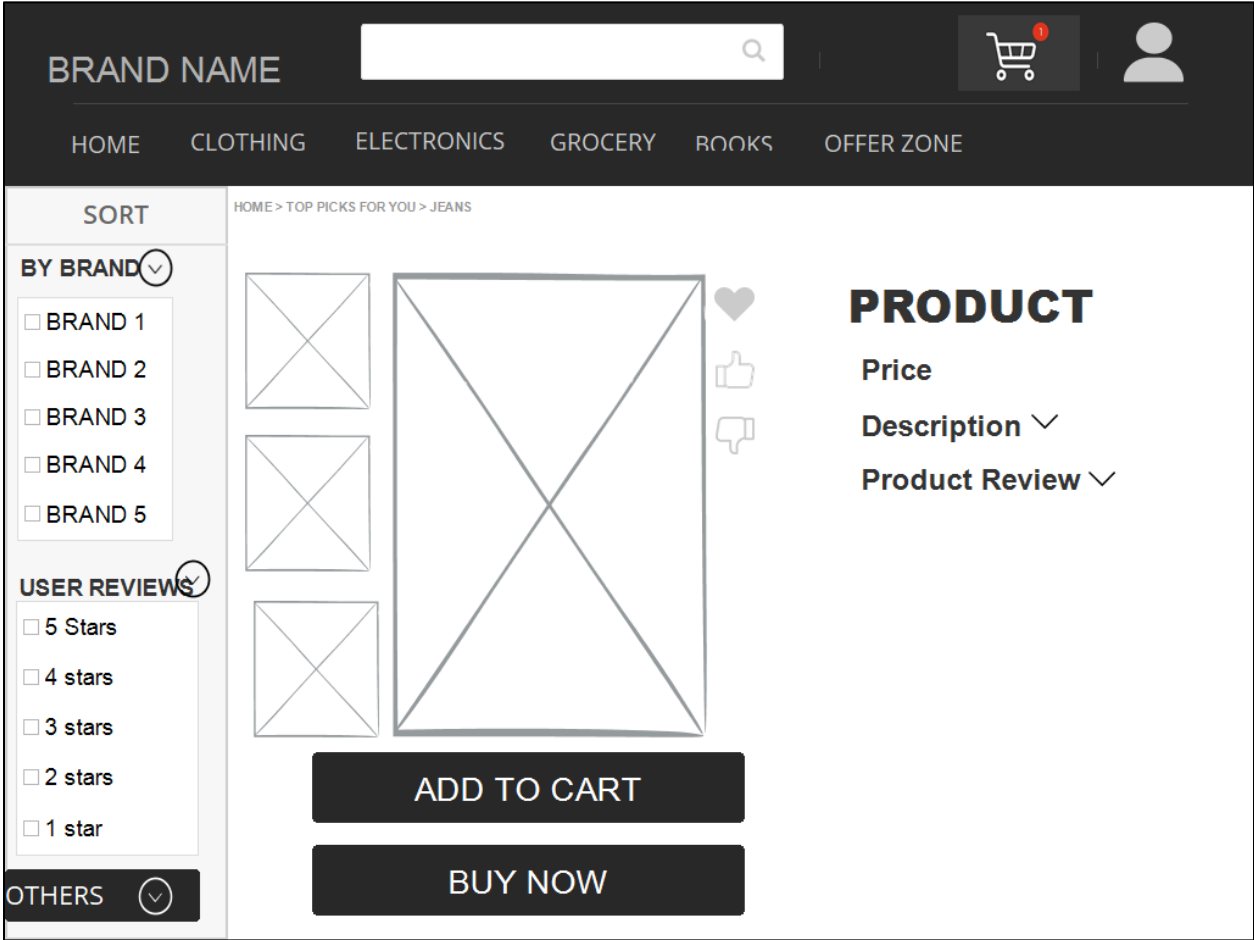 BRAND NAME
1
HOME CLOTHING ELECTRONICS GROCERY BOOKS OFFER ZONE
SORT
HOME > TOP PICKS FOR YOU > JEANS
BY BRAND
BRAND 1
BRAND 2
BRAND 3
BRAND 4
BRAND 5
USER REVIEWS
5 Stars
4 stars
3 stars
2 stars
1 star
OTHERS
PRODUCT
Price
Description
Product Review
ADD TO CART
BUY NOW